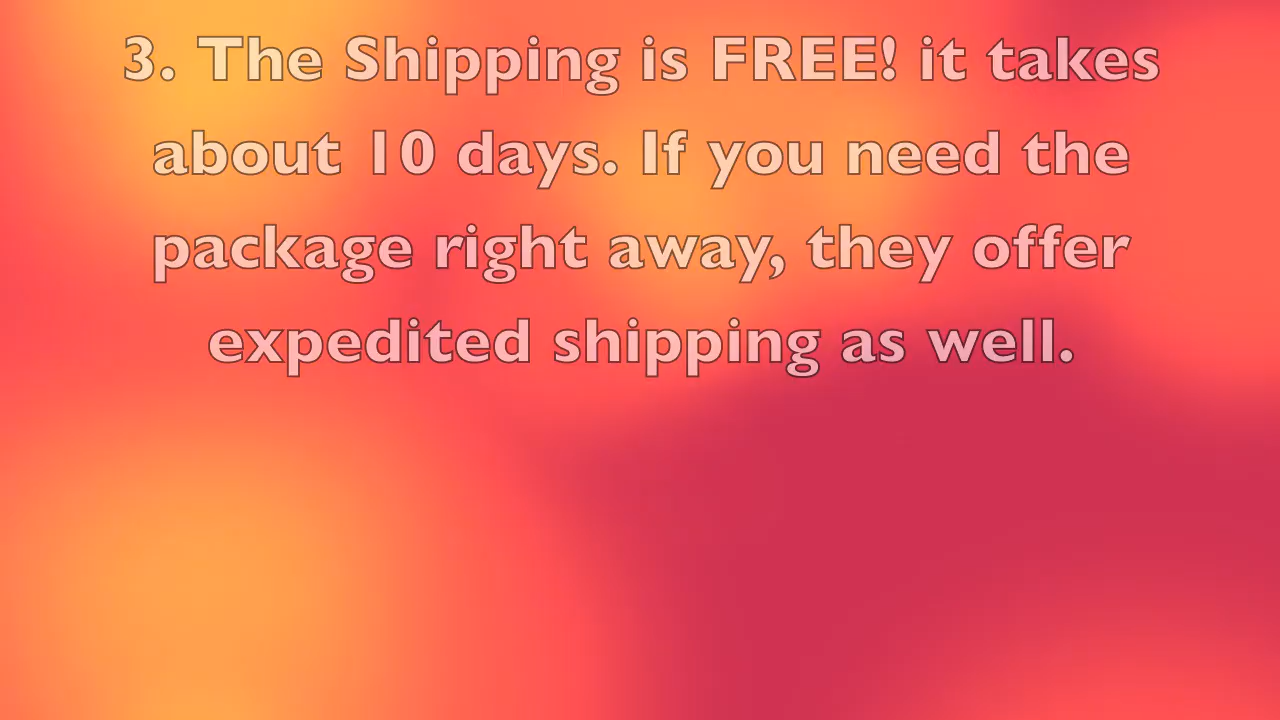 3. The Shipping is FREE! it takes
about 10 days. If you need the
package right away, they offer
expedited shipping as well.